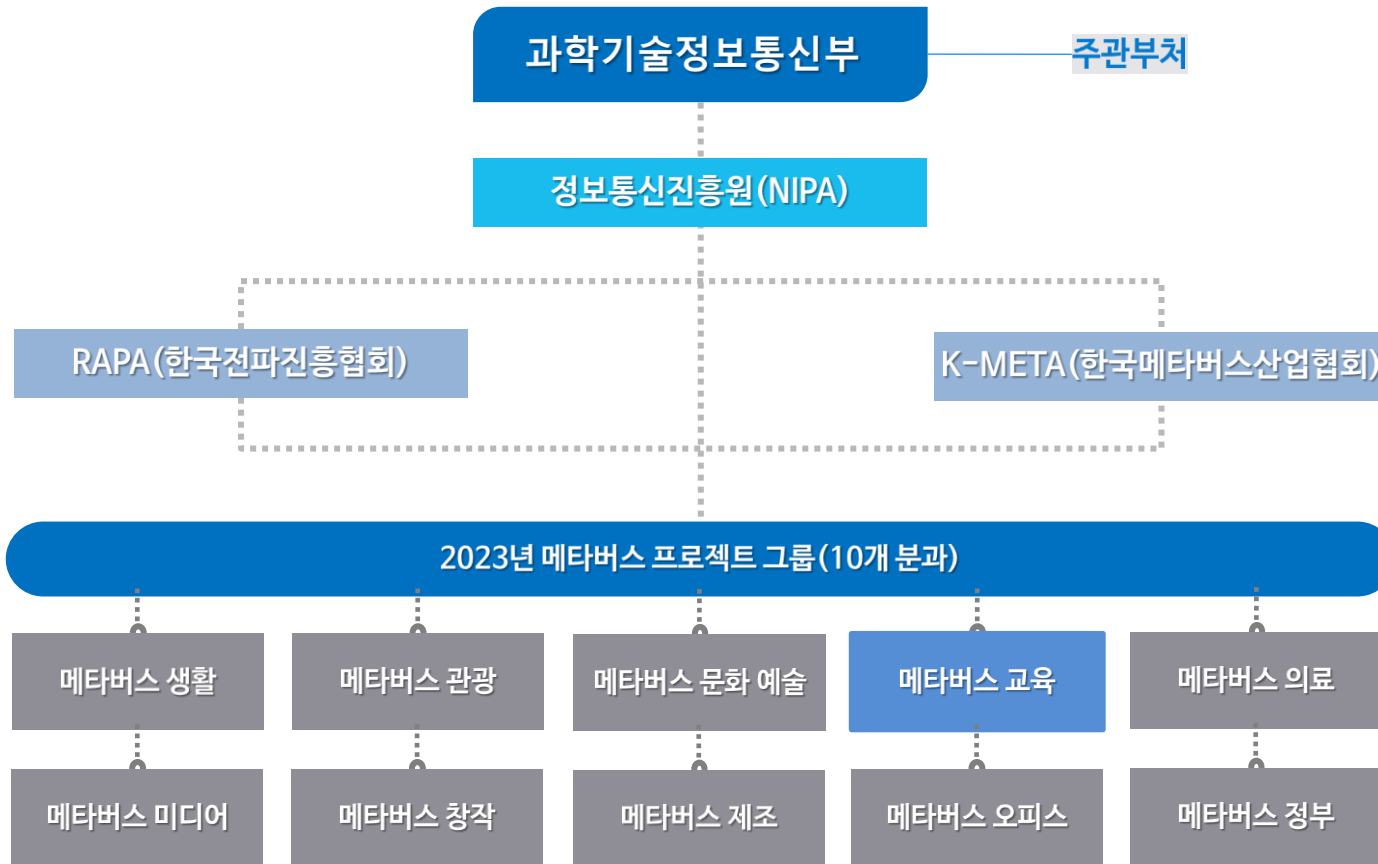 과학기술정보통신부
주관부처
정보통신진흥원(NIPA)
RAPA(한국전파진흥협회)
K-META(한국메타버스산업협회)
2023년 메타버스 프로젝트 그룹(10개 분과)
메타버스 생활
메타버스 관광
메타버스 문화 예술
메타버스 교육
메타버스 의료
메타버스 미디어
메타버스 창작
메타버스 제조
메타버스 오피스
메타버스 정부